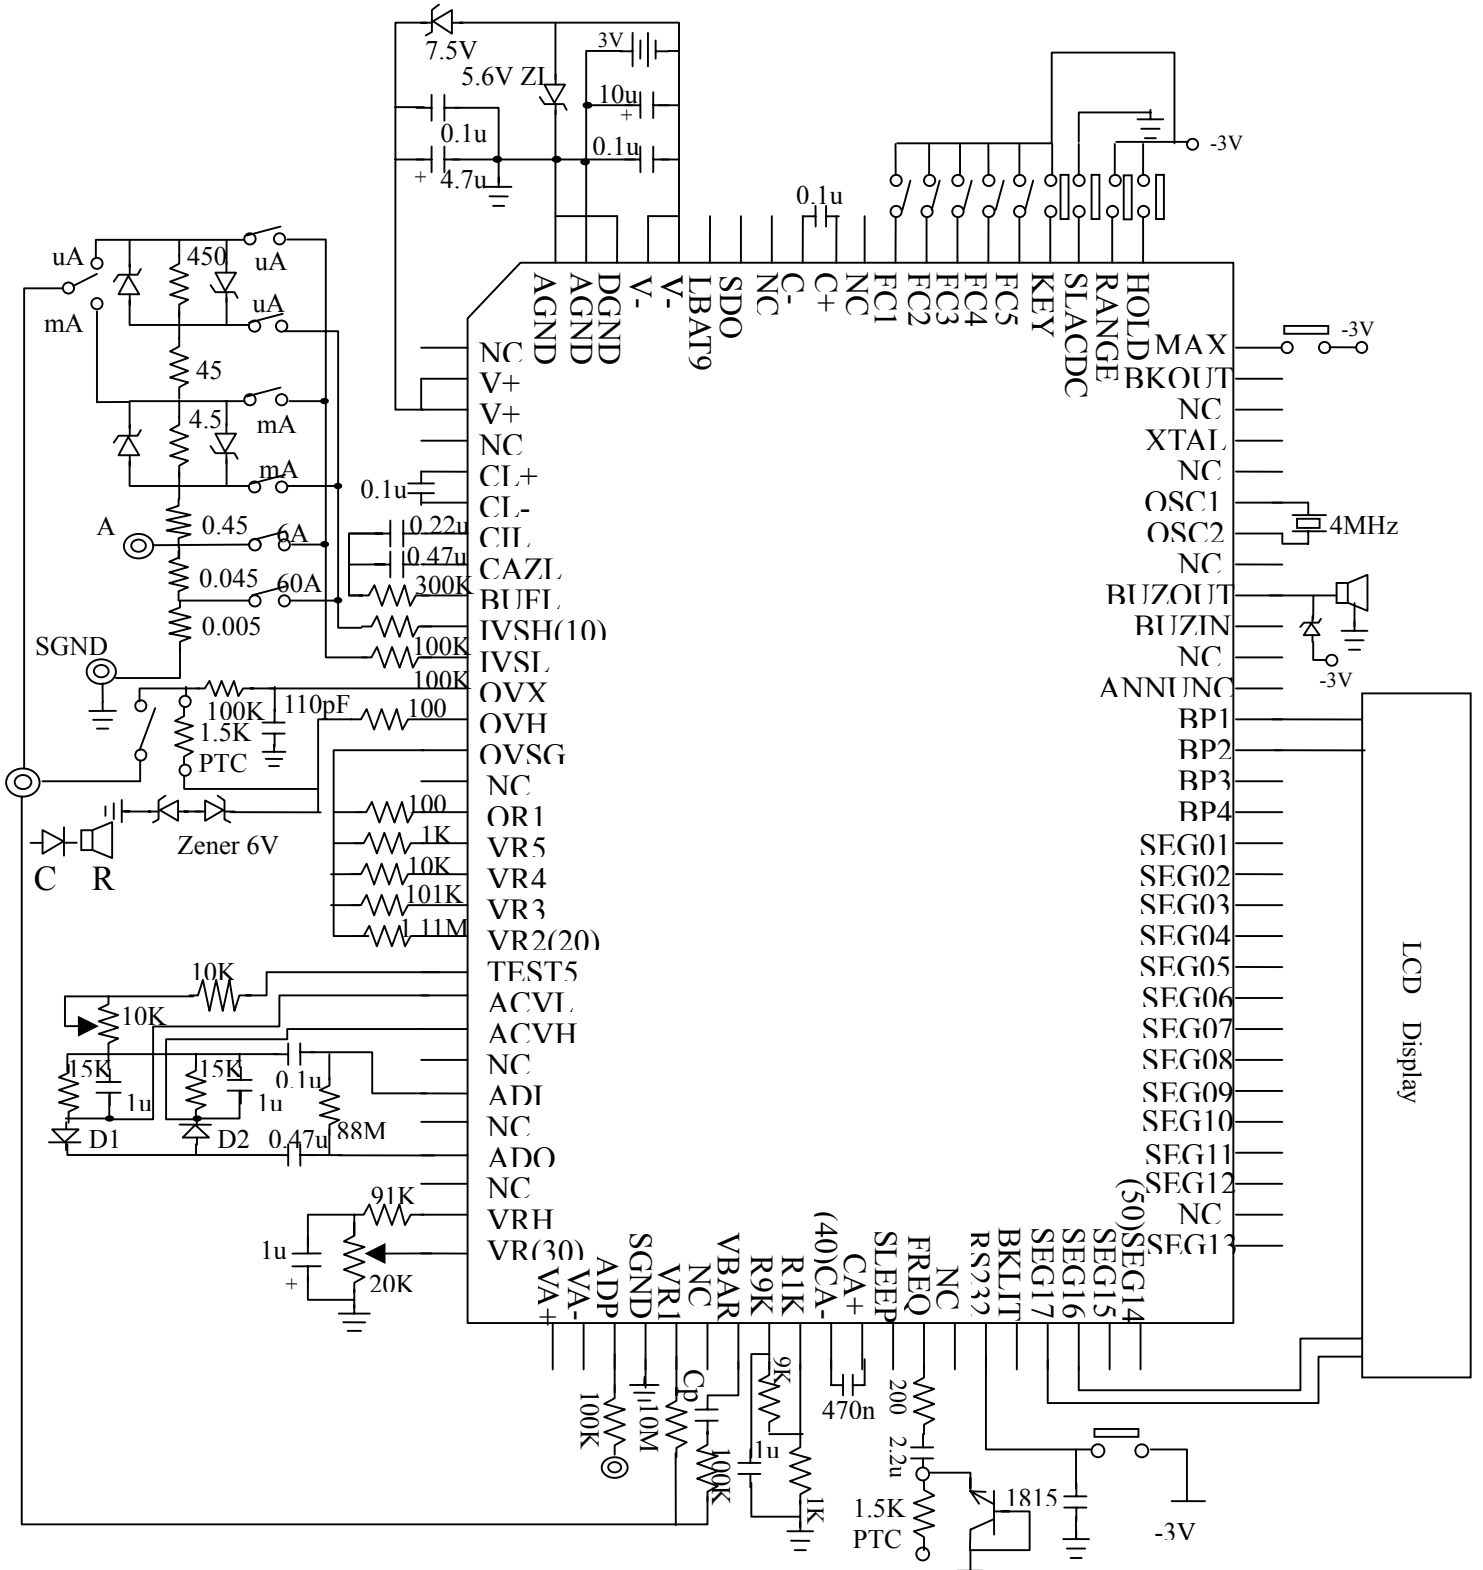 7.5V
3V
5.6V ZD
10u
+
0.1u
0.1u
+
4.7u
-3V
0.1u
uA
450
uA
mA
uA
45
4.5
mA
mA
A
0.45
6A
0.045
60A
0.005
SGND
0.1u
0.22u
0.47u
300K
100K
100K
100K
110pF
100
1.5K
PTC
Zener 6V
C R
100
1K
10K
101K
1.11M
10K
10K
15K
1u
15K
1u
0.1u
88M
D1
D2
0.47u
91K
1u
+
20K
AGND
AGND
DGND
V-
V-
LBAT9
SDO
NC
C-
C+
NC
FC1
FC2
FC3
FC4
FC5
KEY
SLACDC
RANGE
HOLD
NC
V+
V+
NC
CL+
CL-
CIL
CAZL
BUFL
IVSH(10)
IVSL
OVX
OVH
OVSG
NC
OR1
VR5
VR4
VR3
VR2(20)
TEST5
ACVL
ACVH
NC
ADI
NC
ADO
NC
VRH
VR(30)
MAX
BKOUT
NC
XTAL
NC
OSC1
OSC2
NC
BUZOUT
BUZIN
NC
ANNUNC
BP1
BP2
BP3
BP4
SEG01
SEG02
SEG03
SEG04
SEG05
SEG06
SEG07
SEG08
SEG09
SEG10
SEG11
SEG12
NC
SEG13
-3V
4MHz
-3V
LCD Display
VA+
VA-
ADP
SGND
VR1
NC
VBAR
R9K
R1K
(40)CA-
CA+
SLEEP
FREQ
NC
RS232
BKLIT
SEG17
SEG16
SEG15
(50)SEG14
100K
10M
Cp
100K
9K
1u
1K
470n
200
2.2u
1.5K
PTC
1815
-3V